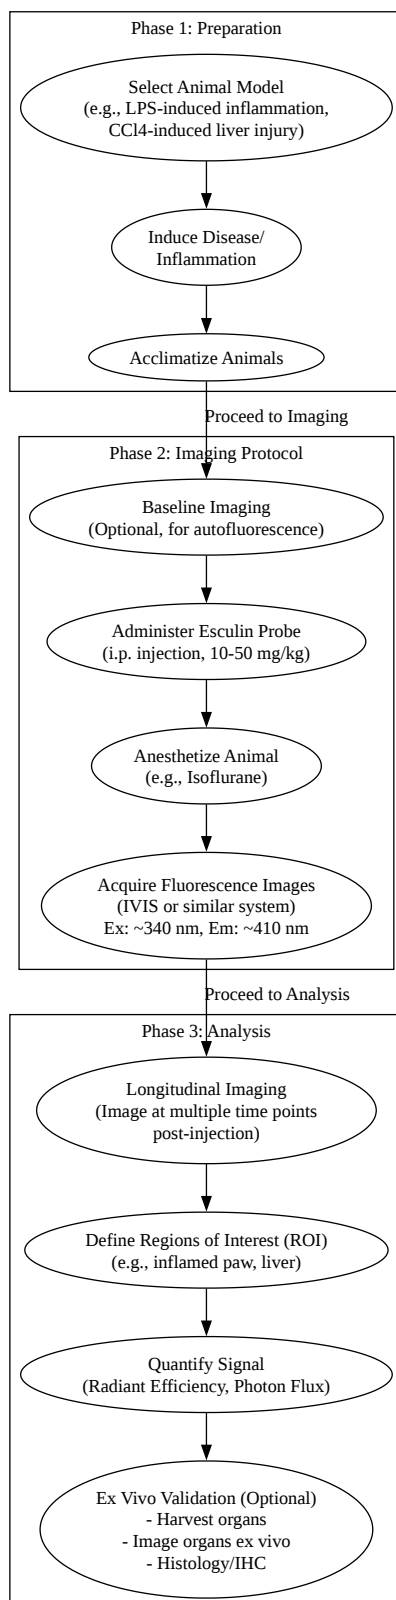 Phase 1: Preparation
Select Animal Model
(e.g., LPS-induced inflammation,
CCl4-induced liver injury)
Induce Disease/
Inflammation
Acclimatize Animals
Proceed to Imaging
Phase 2: Imaging Protocol
Baseline Imaging
(Optional, for autofluorescence)
Administer Esculin Probe
(i.p. injection, 10-50 mg/kg)
Anesthetize Animal
(e.g., Isoflurane)
Acquire Fluorescence Images
(IVIS or similar system)
Ex: ~340 nm, Em: ~410 nm
Proceed to Analysis
Phase 3: Analysis
Longitudinal Imaging
(Image at multiple time points
post-injection)
Define Regions of Interest (ROI)
(e.g., inflamed paw, liver)
Quantify Signal
(Radiant Efficiency, Photon Flux)
Ex Vivo Validation (Optional)
- Harvest organs
- Image organs ex vivo
- Histology/IHC